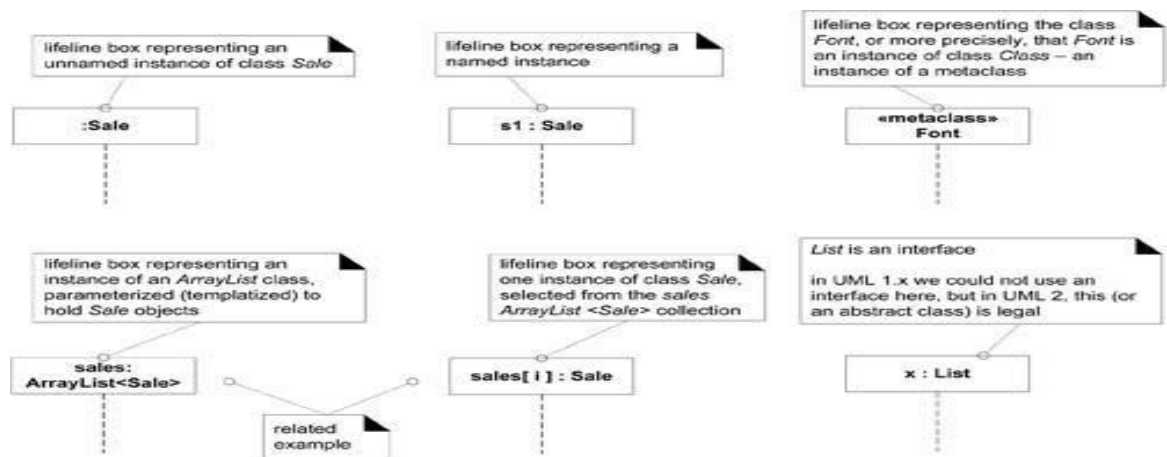 lifeline box representing an
unnamed instance of class Sale
:Sale
lifeline box representing a
named instance
s1 : Sale
lifeline box representing the class
Font, or more precisely, that Font is
an instance of class Class – an
instance of a metaclass
«metaclass»
Font
lifeline box representing an
instance of an ArrayList class,
parameterized (templatized) to
hold Sale objects
sales:
ArrayList<Sale>
related
example
lifeline box representing
one instance of class Sale,
selected from the sales
ArrayList <Sale> collection
sales[ i ] : Sale
List is an interface
in UML 1.x we could not use an
interface here, but in UML 2, this (or
an abstract class) is legal
x : List